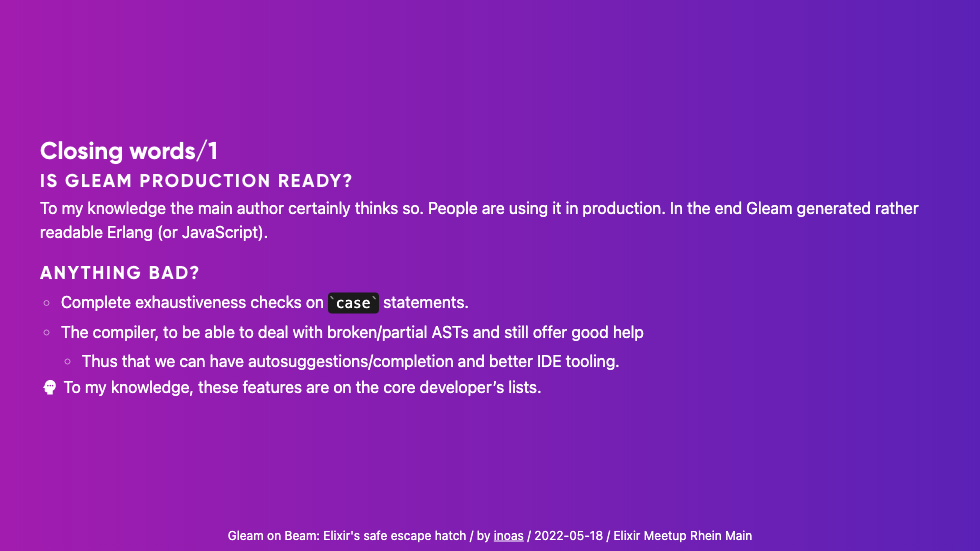 Closing words/1
IS GLEAM PRODUCTION READY?
To my knowledge the main author certainly thinks so. People are using it in production. In the end Gleam generated rather
readable Erlang (or JavaScript).
ANYTHING BAD?
Complete exhaustiveness checks on `case` statements.
The compiler, to be able to deal with broken/partial ASTs and still offer good help
Thus that we can have autosuggestions/completion and better IDE tooling.
To my knowledge, these features are on the core developer’s lists.
Gleam on Beam: Elixir's safe escape hatch / by inoas / 2022-05-18 / Elixir Meetup Rhein Main